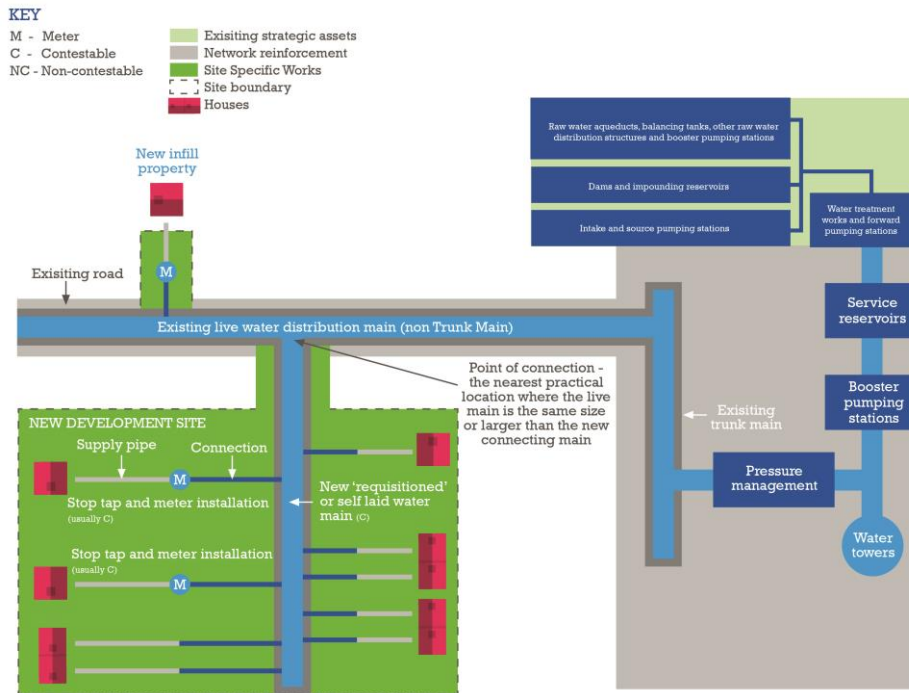 KEY
M - Meter
C - Contestable
NC - Non-contestable
Exisiting strategic assets
Network reinforcement
Site Specific Works
Site boundary
Houses
New infill
property
M
Exisiting road
Existing live water distribution main (non Trunk Main)
Raw water aqueducts, balancing tanks, other raw water
distribution structures and booster pumping stations
Dams and impounding reservoirs
Intake and source pumping stations
Water treatment
works and forward
pumping stations
Service
reservoirs
Booster
pumping
stations
Point of connection -
the nearest practical
location where the live
main is the same size
or larger than the new
connecting main
Exisiting
trunk main
Pressure
management
Water
towers
NEW DEVELOPMENT SITE
Supply pipe
Connection
M
Stop tap and meter installation
(usually C)
New 'requisitioned'
or self laid water
main (C)
Stop tap and meter installation
(usually C)
M